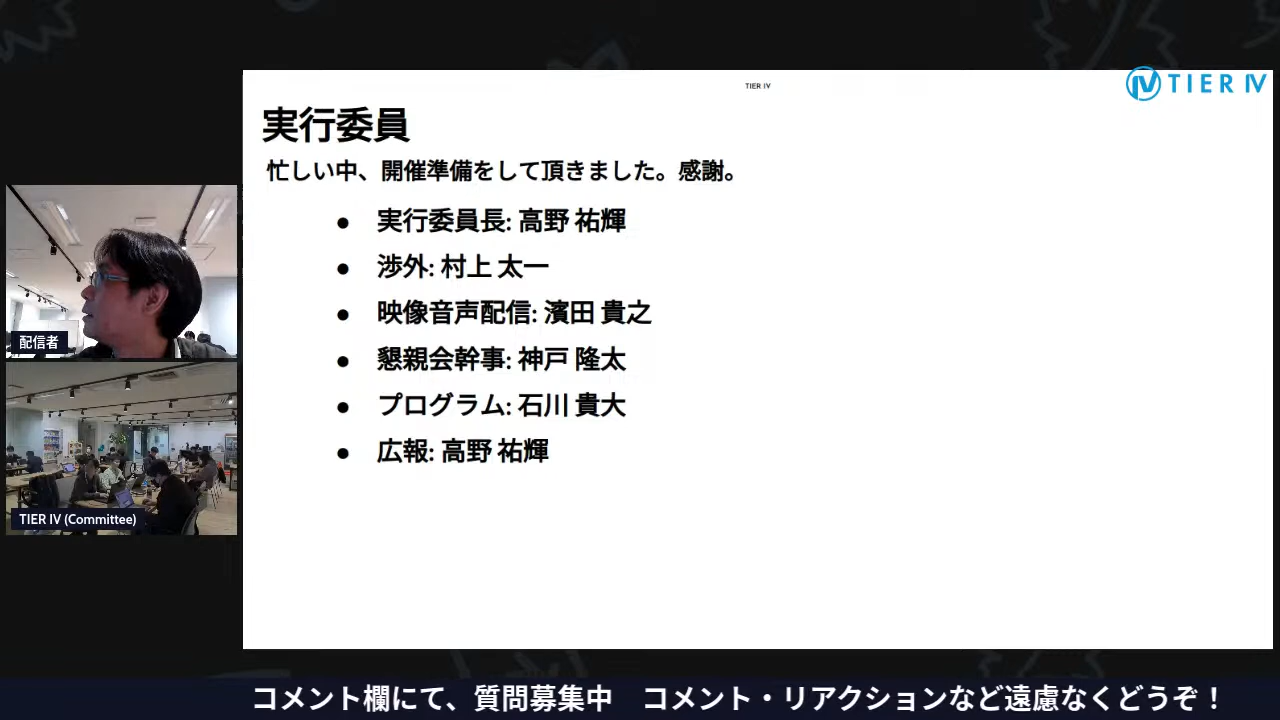 TIER IV
TIER IV
実行委員
忙しい中、開催準備をして頂きました。感謝。
● 実行委員長: 高野 祐輝
● 渉外: 村上 太一
● 映像音声配信: 濱田 貴之
● 懇親会幹事: 神戸 隆太
● プログラム: 石川 貴大
● 広報: 高野 祐輝
配信者
TIER IV (Committee)
コメント欄にて、質問募集中　コメント・リアクションなど遠慮なくどうぞ！